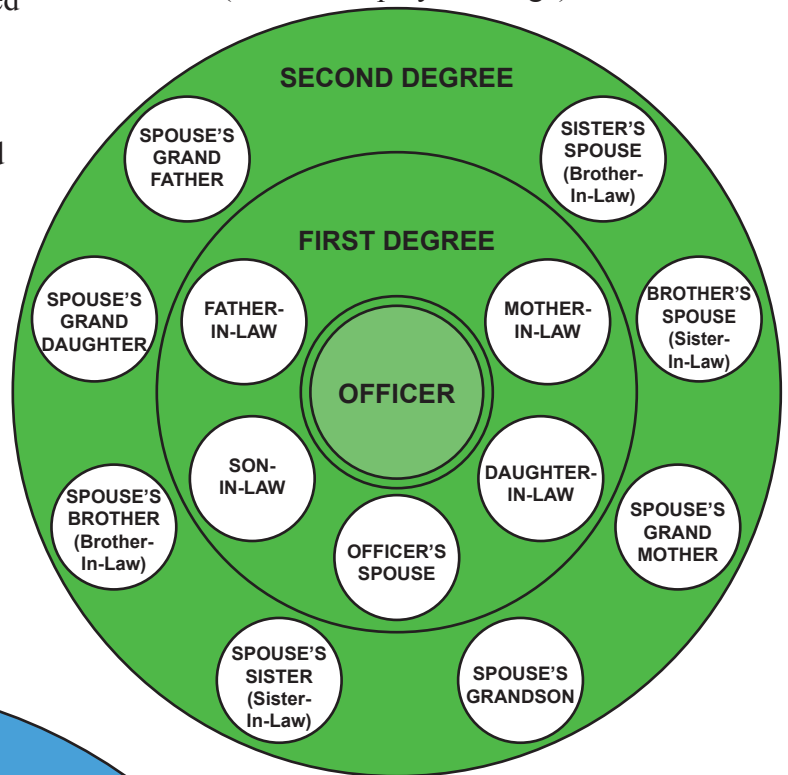 SECOND DEGREE
SPOUSE'S
GRAND
FATHER
SISTER'S
SPOUSE
(Brother-
In-Law)
SPOUSE'S
GRAND
DAUGHTER
BROTHER'S
SPOUSE
(Sister-
In-Law)
SPOUSE'S
BROTHER
(Brother-
In-Law)
SPOUSE'S
GRAND
MOTHER
SPOUSE'S
SISTER
(Sister-
In-Law)
SPOUSE'S
GRANDSON
FIRST DEGREE
FATHER-
IN-LAW
MOTHER-
IN-LAW
SON-
IN-LAW
DAUGHTER-
IN-LAW
OFFICER'S
SPOUSE
OFFICER